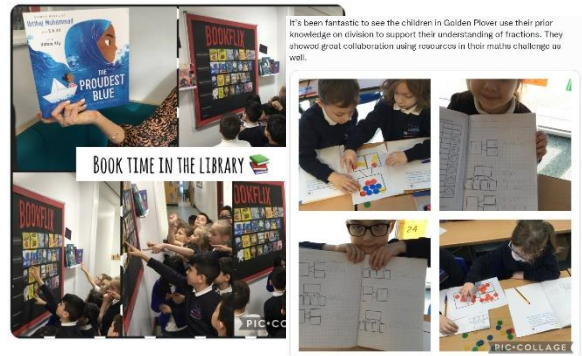 Ibtihaj Muhammad
THE
PROUDEST
BLUE
BOOKFLIX
BOOK TIME IN THE LIBRARY
BOOKFLIX
BOOKFLIX
PIC•CO
It's been fantastic to see the children in Golden Plover use their prior
knowledge on division to support their understanding of fractions. They
showed great collaboration using resources in their maths challenge as
well.
24
PIC•COLLAGE